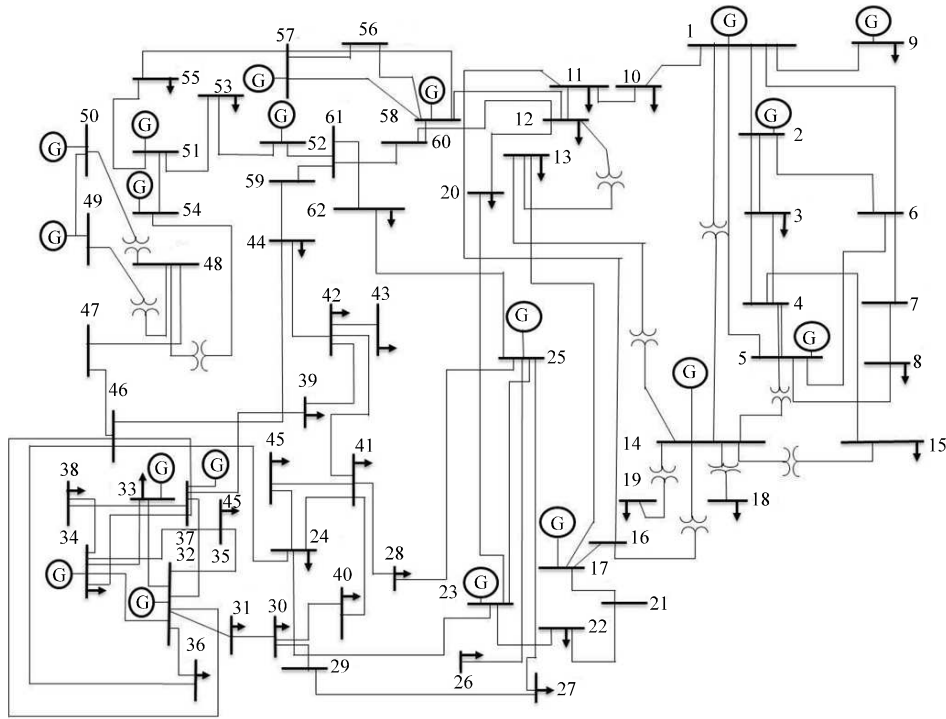 57 56 1 G G 9
G 55 53 G 11 10
50 G G 58 12 G 2
G 51 52 61 60 13
G 59 20
49 54 62 3 6
G 48 44
47 42 43 G 4 7
25 5 G 8
46 39 G
45 41 14 15
38 33 G G 45 19 18
34 37 35 24 G 16
G G 32 28 17
40 23 G
31 30 22 21
36 29 26 27